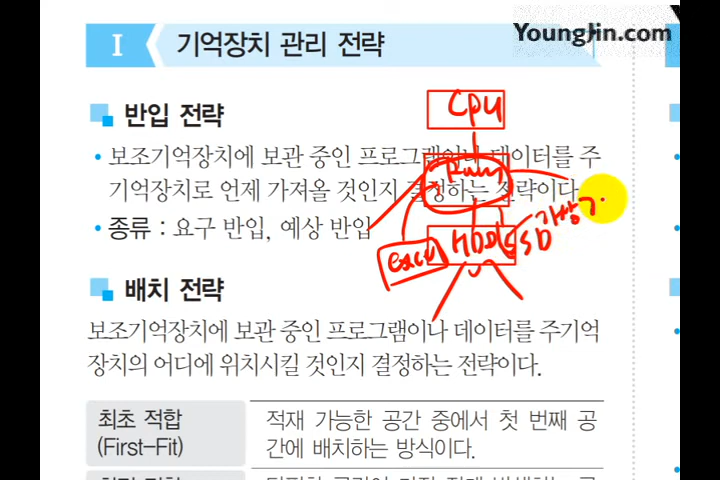 YoungJin.com
I 기억장치 관리 전략
반입 전략
• 보조기억장치에 보관 중인 프로그램이나 데이터를 주
기억장치로 언제 가져올 것인지 결정하는 전략이다
• 종류 : 요구 반입, 예상 반입
CPU
Ram
HDD SSD
Excel
배치 전략
보조기억장치에 보관 중인 프로그램이나 데이터를 주기억
장치의 어디에 위치시킬 것인지 결정하는 전략이다.
최초 적합
(First-Fit)
적재 가능한 공간 중에서 첫 번째 공
간에 배치하는 방식이다.